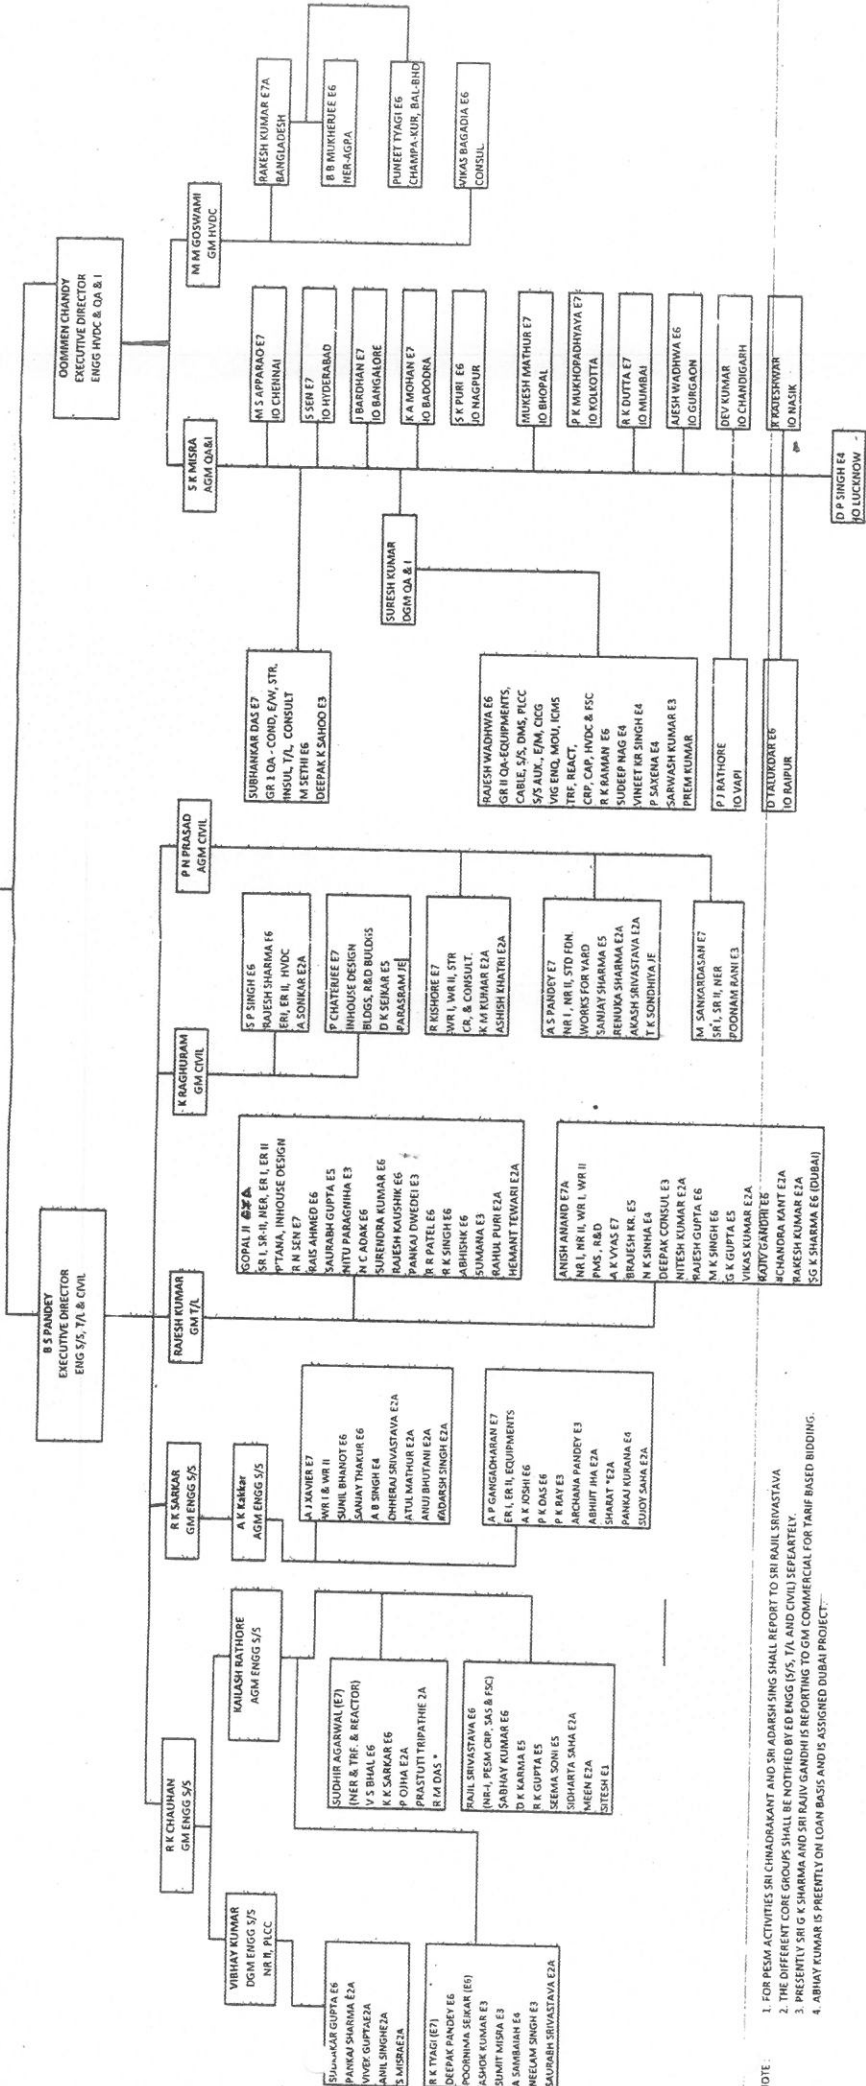 B S PANDEY
EXECUTIVE DIRECTOR
ENG S/S, T/L & CIVIL
OOMMEN CHANDY
EXECUTIVE DIRECTOR
ENGG HVDC & QA & I
R K CHAUHAN
GM ENGG S/S
R K SARKAR
GM ENGG S/S
RAJESH KUMAR
GM T/L
K RAGHURAM
GM CIVIL
P N PRASAD
AGM CIVIL
S K MISRA
AGM QA&I
M M GOSWAMI
GM HVDC
VIBHAY KUMAR
DGM ENGG S/S
NR II, PLCC
KAILASH RATHORE
AGM ENGG S/S
A K Kakkar
AGM ENGG S/S
GUPTA E6
PANKAJ SHARMA E2A
VIVEK GUPTAE2A
ANIL SINGHE2A
S MISRAE2A
R K TYAGI (E7)
DEEPAK PANDEY E6
POORNIMA SEJKAR (E6)
ASHOK KUMAR E3
SUMIT MISRA E3
A SAMBAIAH E4
NEELAM SINGH E3
SAURABH SRIVASTAVA E2A
SUDHIR AGARWAL (E7)
(NER & TRF. & REACTOR)
V S BHAL E6
K K SARKAR E6
P OJHA E2A
PRASTUTI TRIPATHIE 2A
R M DAS *
RAJIL SRIVASTAVA E6
(NR-I, PESM CRP, SAS & FSC)
SABHAY KUMAR E6
D K KARMA E5
R K GUPTA E5
SEEMA SONI E5
SIDHARTA SAHA E2A
MEEN E2A
SITESH E1
A J XAVIER E7
WR I & WR II
SUNIL BHANOT E6
SANJAY THAKUR E6
A B SINGH E4
DHHERAJ SRIVASTAVA E2A
ATUL MATHUR E2A
ANUJ BHUTANI E2A
#ADARSH SINGH E2A
A P GANGADHARAN E7
ER I, ER II, EQUIPMENTS
A K JOSHI E6
P K DAS E6
P K RAY E3
ARCHANA PANDEY E3
ABHIJIT JHA E2A
SHARAT *E2A
PANKAJ KURANA E4
SUJOY SAHA E2A
GOPAL JI
SR I, SR-II, NER, ER I, ER II
P'TANA, INHOUSE DESIGN
R N SEN E7
RAIS AHMED E6
SAURABH GUPTA E5
NITU PARAGNIHA E3
N C ADAK E6
SURENDRA KUMAR E6
RAJESH KAUSHIK E6
PANKAJ DWEDEI E3
R R PATEL E6
R K SINGH E6
ABHISHK E6
SUMANA E3
RAHUL PURI E2A
HEMANT TEWARI E2A
ANISH ANAND E7A
NR I, NR II, WR I, WR II
PMS, R&D
A K VYAS E7
BRAJESH KR. E5
N K SINHA E4
DEEPAK CONSUL E3
NITESH KUMAR E2A
RAJESH GUPTA E6
M K SINGH E6
G K GUPTA E5
VIKAS KUMAR E2A
RAJIV GANDHI E6
#CHANDRA KANT E2A
RAKESH KUMAR E2A
SG K SHARMA E6 (DUBAI)
S P SINGH E6
RAJESH SHARMA E6
ERI, ER II, HVDC
A SONKAR E2A
P CHATERJEE E7
INHOUSE DESIGN
BLDGS, R&D BULDGS
D K SEJKAR E5
PARASRAM JE
R KISHORE E7
WR I, WR II, STR
CR, & CONSULT.
K M KUMAR E2A
ASHISH KHATRI E2A
A S PANDEY E7
NR I, NR II, STD FDN.
WORKS FOR YARD
SANJAY SHARMA E5
RENUKA SHARMA E2A
AKASH SRIVASTAVA E2A
T K SONDHIYA JE
M SANKARDASAN E7
SR I, SR II, NER
POONAM RANI E3
SUBHANKAR DAS E7
GR 1 QA - COND, E/W, STR,
INSUL, T/L, CONSULT
M SETHI E6
DEEPAK K SAHOO E3
SURESH KUMAR
DGM QA & I
RAJESH WADHWA E6
GR II QA-EQUIPMENTS,
CABLE, S/S, DMS, PLCC
S/S AUX., E/M, CICG
VIG ENQ, MOU, ICMS
TRF, REACT,
CRP, CAP, HVDC & FSC
R K RAMAN E6
SUDEEP NAG E4
VINEET KR SINGH E4
P SAXENA E4
SARWASH KUMAR E3
PREM KUMAR
P J RATHORE
IO VAPI
D TALUKDAR E6
IO RAIPUR
M S APPARAO E7
IO CHENNAI
S SEN E7
IO HYDERABAD
J BARDHAN E7
IO BANGALORE
K A MOHAN E7
IO BADODRA
S K PURI E6
IO NAGPUR
MUKESH MATHUR E7
IO BHOPAL
P K MUKHOPADHYAYA E7
IO KOLKOTTA
R K DUTTA E7
IO MUMBAI
AJESH WADHWA E6
IO GURGAON
DEV KUMAR
IO CHANDIGARH
IO NASIK
D P SINGH E4
IO LUCKNOW
RAKESH KUMAR E7A
BANGLADESH
B B MUKHERJEE E6
NER-AGPA
PUNEET TYAGI E6
CHAMPA-KUR, BAL-BHD
VIKAS BAGADIA E6
CONSUL.
1. FOR PESM ACTIVITIES SRI CHNADRAKANT AND SRI ADARSH SING SHALL REPORT TO SRI RAJIL SRIVASTAVA
2. THE DIFFERENT CORE GROUPS SHALL BE NOTIFIED BY ED ENGG (S/S, T/L AND CIVIL) SEPEARTELY.
3. PRESENTLY SRI G K SHARMA AND SRI RAJIV GANDHI IS REPORTING TO GM COMMERCIAL FOR TARIF BASED BIDDING.
4. ABHAY KUMAR IS PREENTLY ON LOAN BASIS AND IS ASSIGNED DUBAI PROJECT.